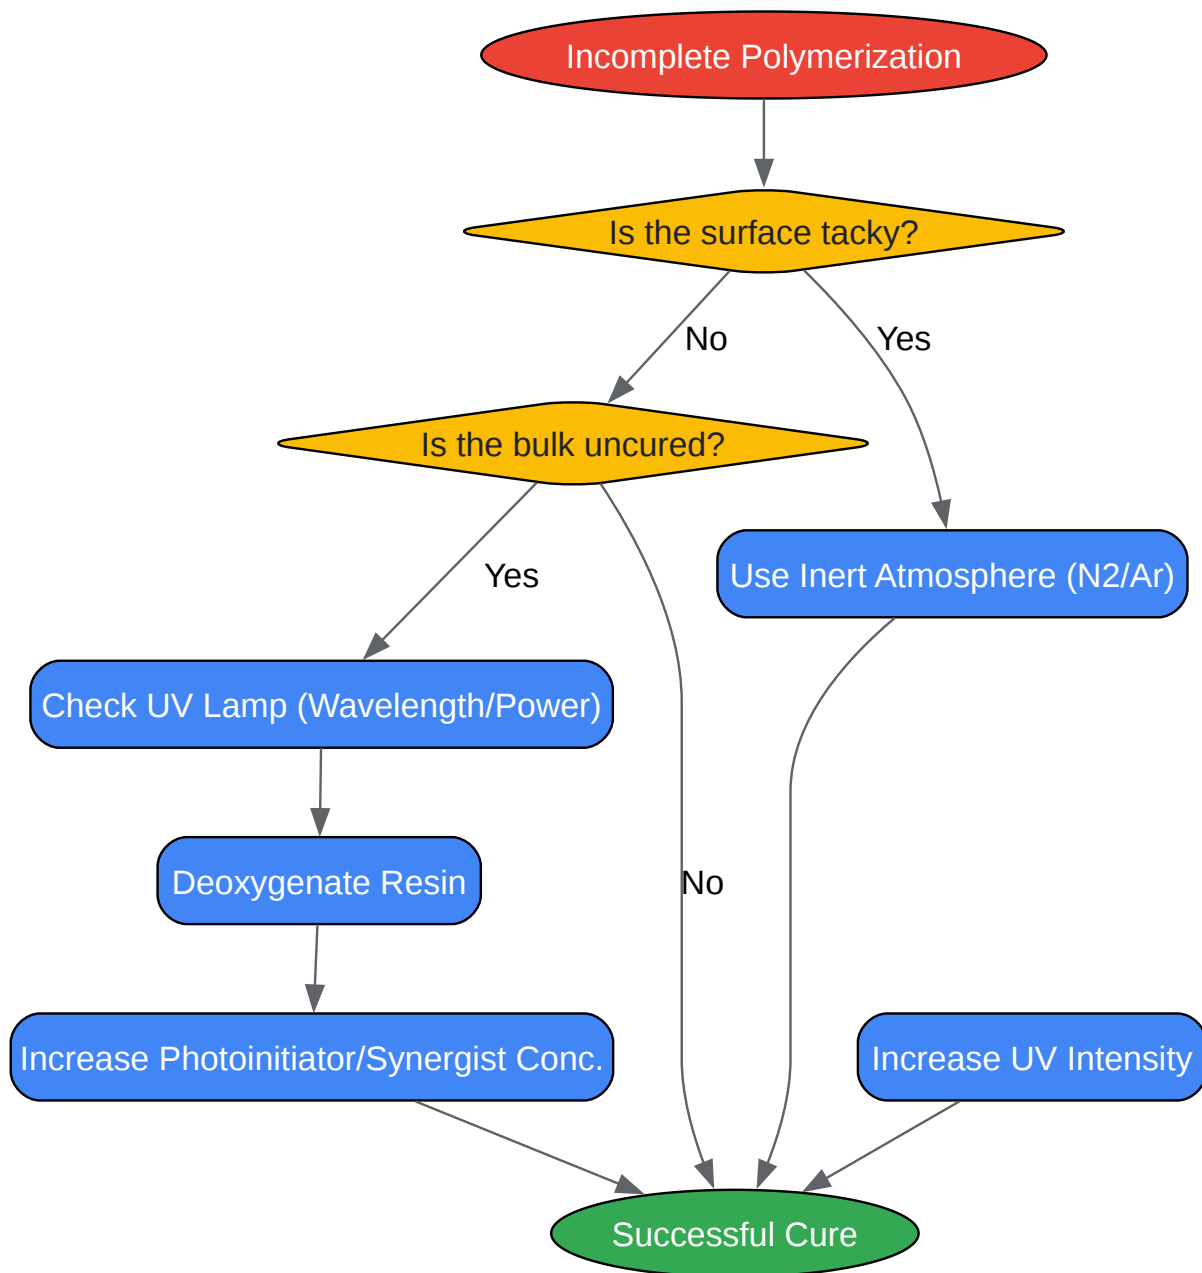 Incomplete Polymerization
Is the surface tacky?
No
Yes
Is the bulk uncured?
Yes
Use Inert Atmosphere (N2/Ar)
Check UV Lamp (Wavelength/Power)
Deoxygenate Resin
No
Increase Photoinitiator/Synergist Conc.
Increase UV Intensity
Successful Cure